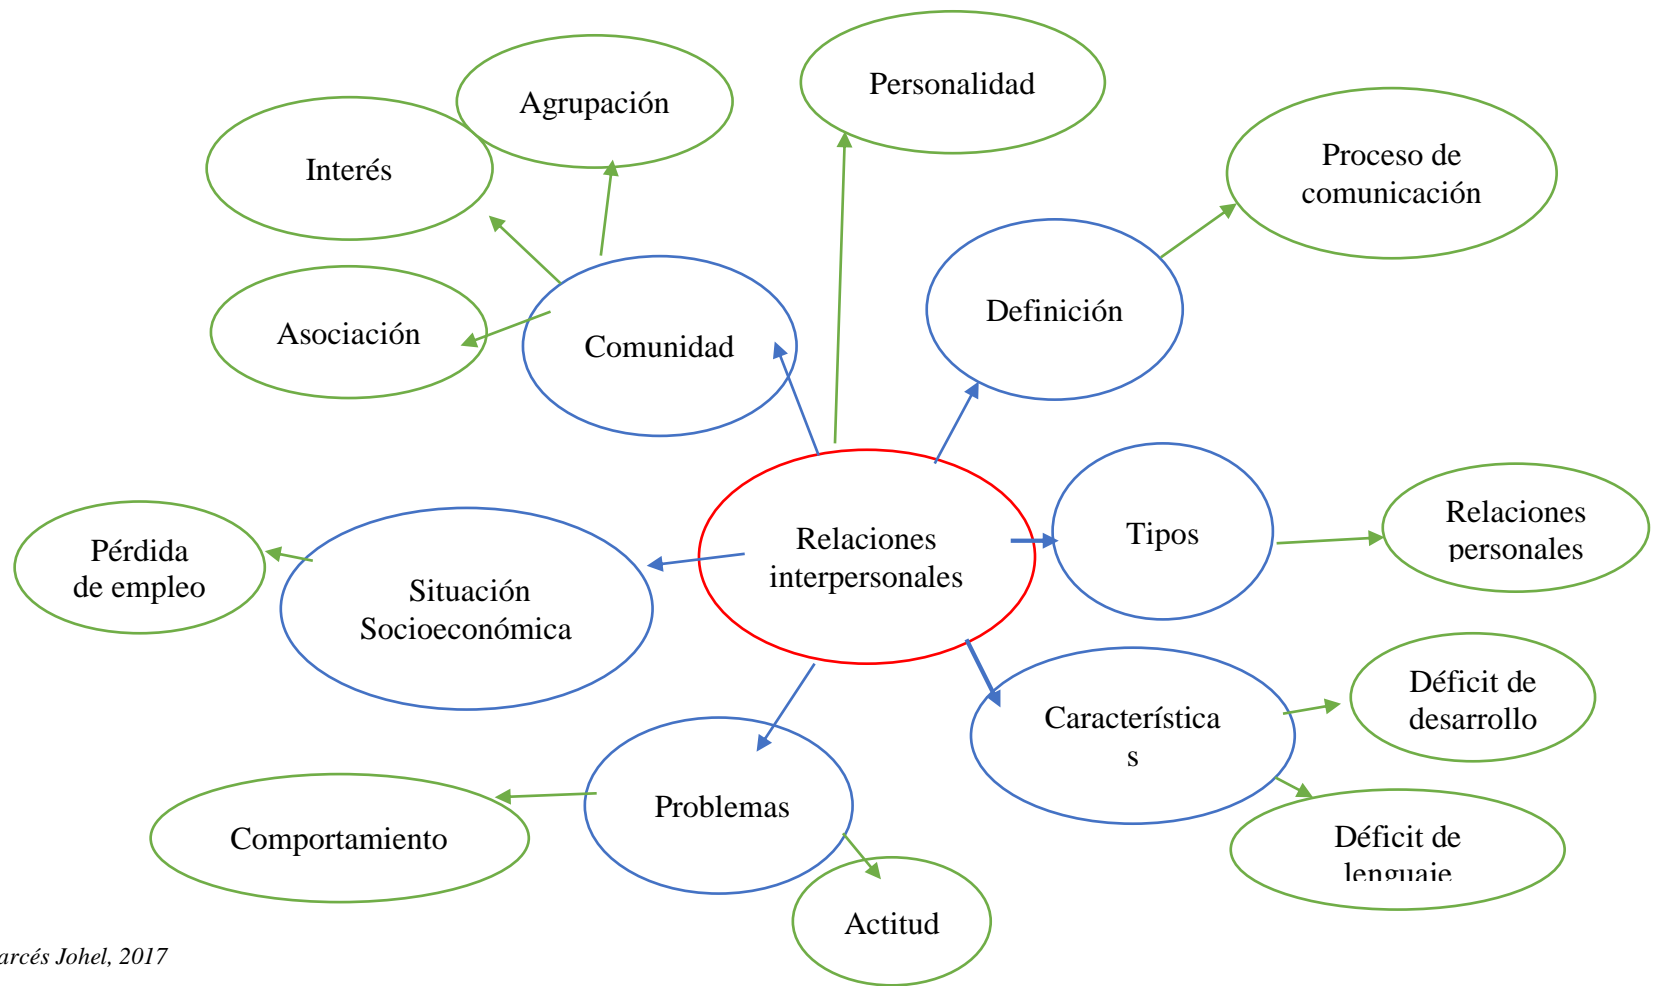 Personalidad
Agrupación
Interés
Proceso de
comunicación
Definición
Asociación
Comunidad
Relaciones
personales
Tipos
Relaciones
interpersonales
Pérdida
de empleo
Situación
Socioeconómica
Déficit de
desarrollo
Característica
s
Problemas
Comportamiento
Déficit de
lenguaje
Actitud
arcés Johel, 2017